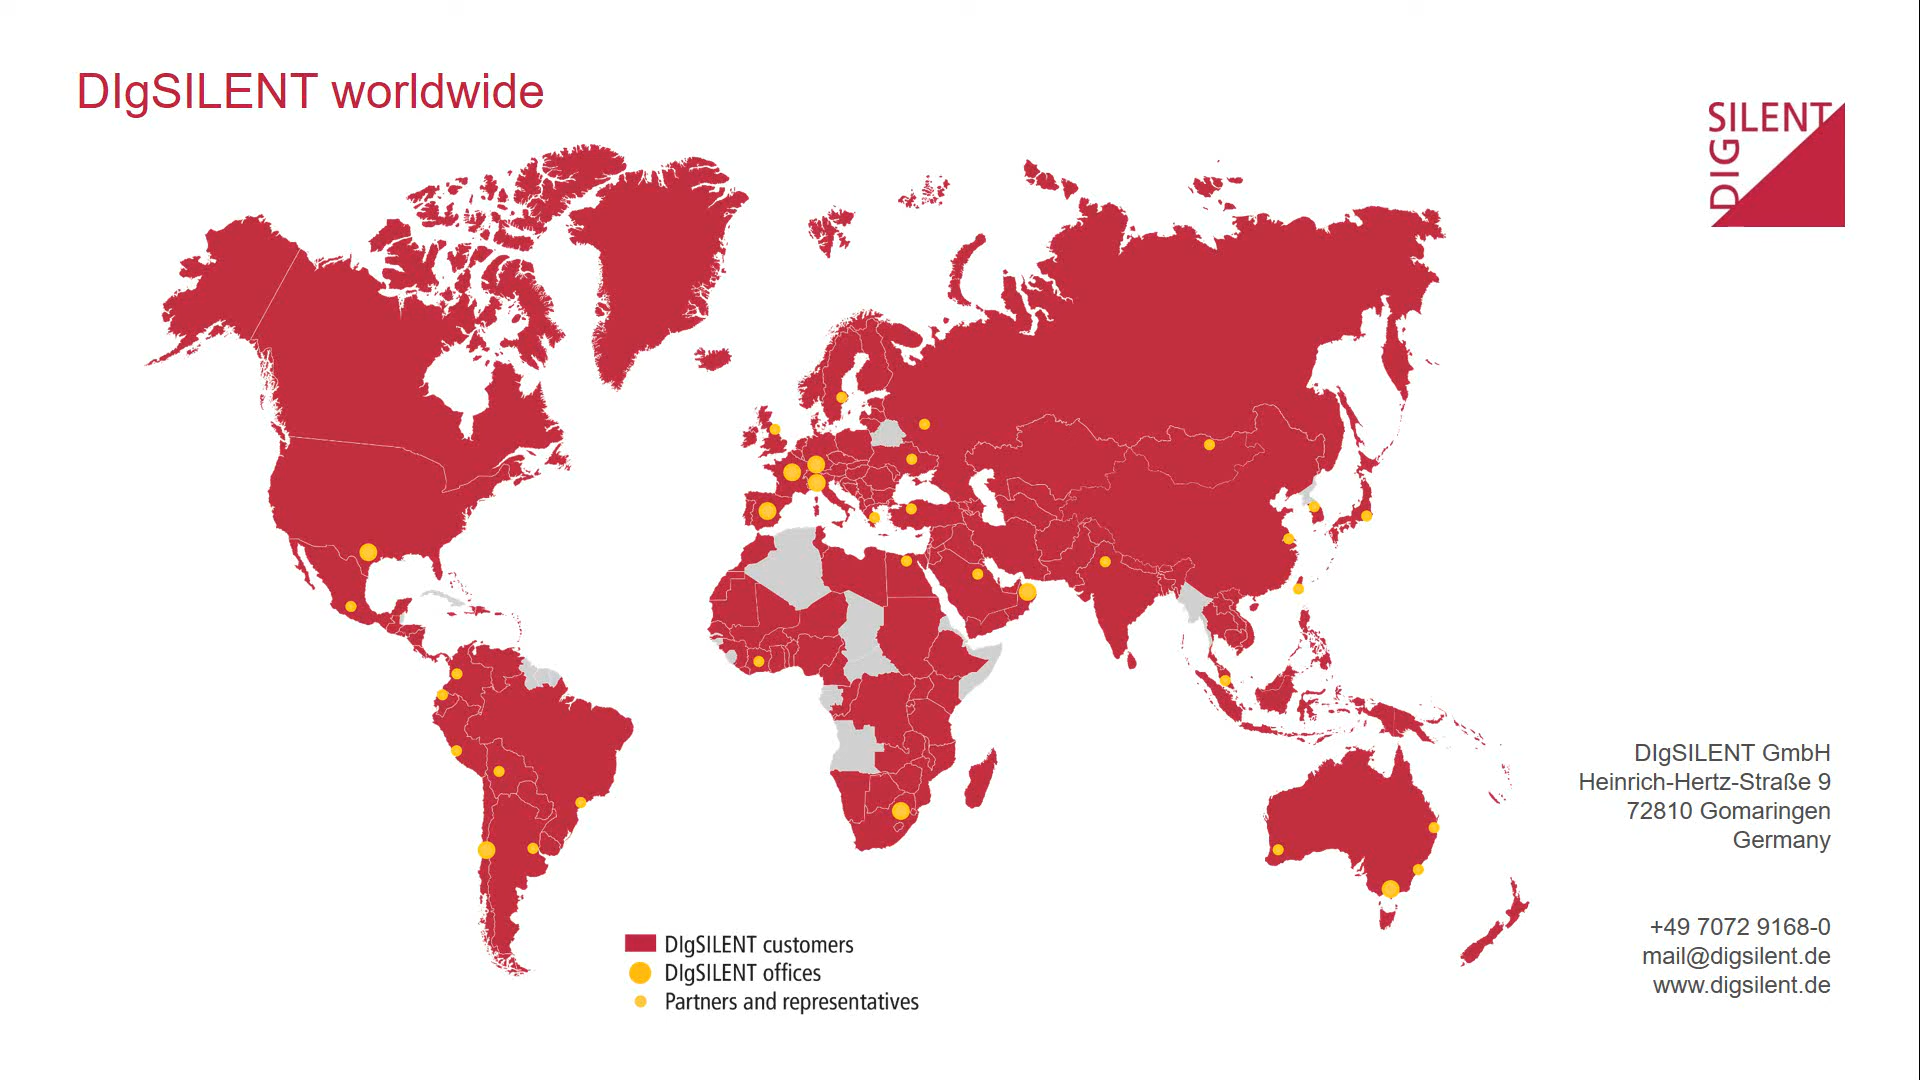 DIgSILENT worldwide
SILENT
DIG
DIgSILENT GmbH
Heinrich-Hertz-Straße 9
72810 Gomaringen
Germany
+49 7072 9168-0
mail@digsilent.de
www.digsilent.de
DIgSILENT customers
DIgSILENT offices
Partners and representatives